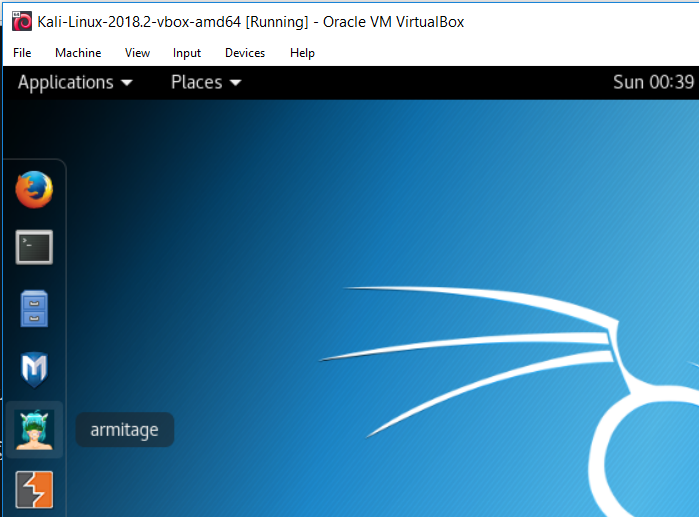 Kali-Linux-2018.2-vbox-amd64 [Running] - Oracle VM VirtualBox
File Machine View Input Devices Help
Applications Places Sun 00:39
>_
M
armitage